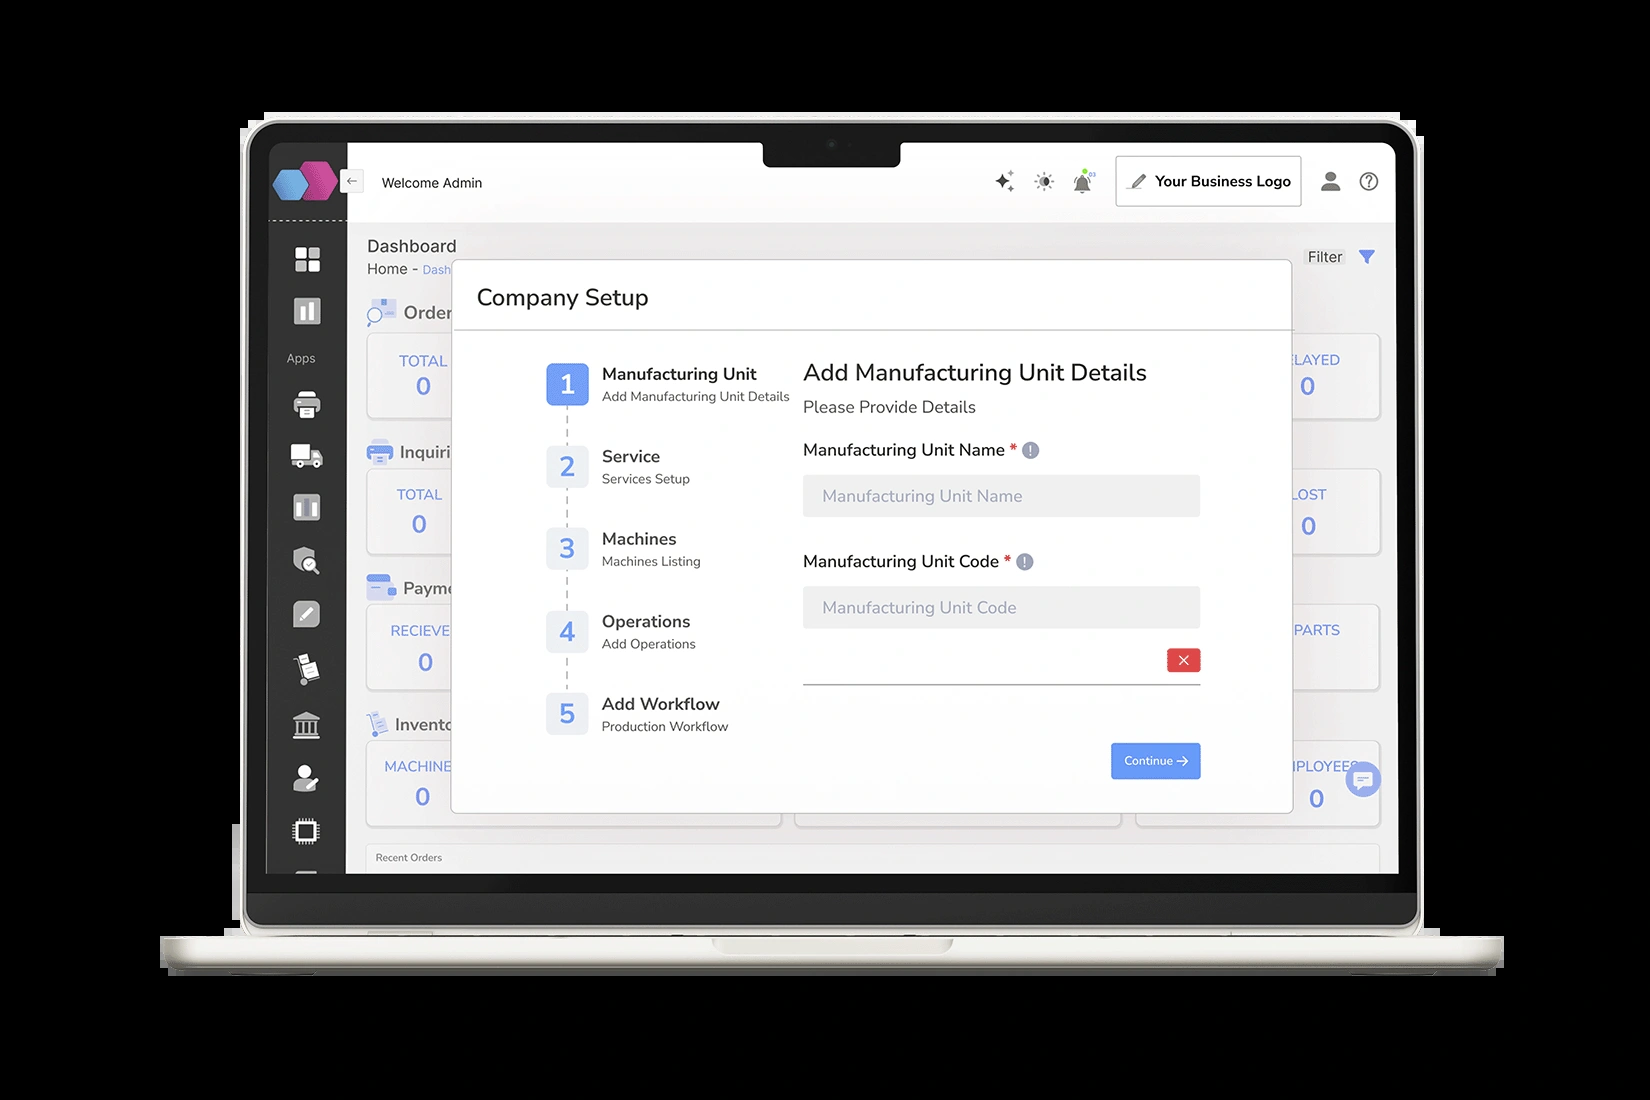 Welcome Admin
03
Your Business Logo
Dashboard
Home - Dash
Filter
Apps
Order
TOTAL
0
ELAYED
0
Inquiri
TOTAL
0
LOST
0
Payme
RECIEVE
0
PARTS
Invento
MACHINE
0
MPLOYEES
0
Recent Orders
Company Setup
1
Manufacturing Unit
Add Manufacturing Unit Details
2
Service
Services Setup
3
Machines
Machines Listing
4
Operations
Add Operations
5
Add Workflow
Production Workflow
Add Manufacturing Unit Details
Please Provide Details
Manufacturing Unit Name *
Manufacturing Unit Name
Manufacturing Unit Code *
Manufacturing Unit Code
Continue